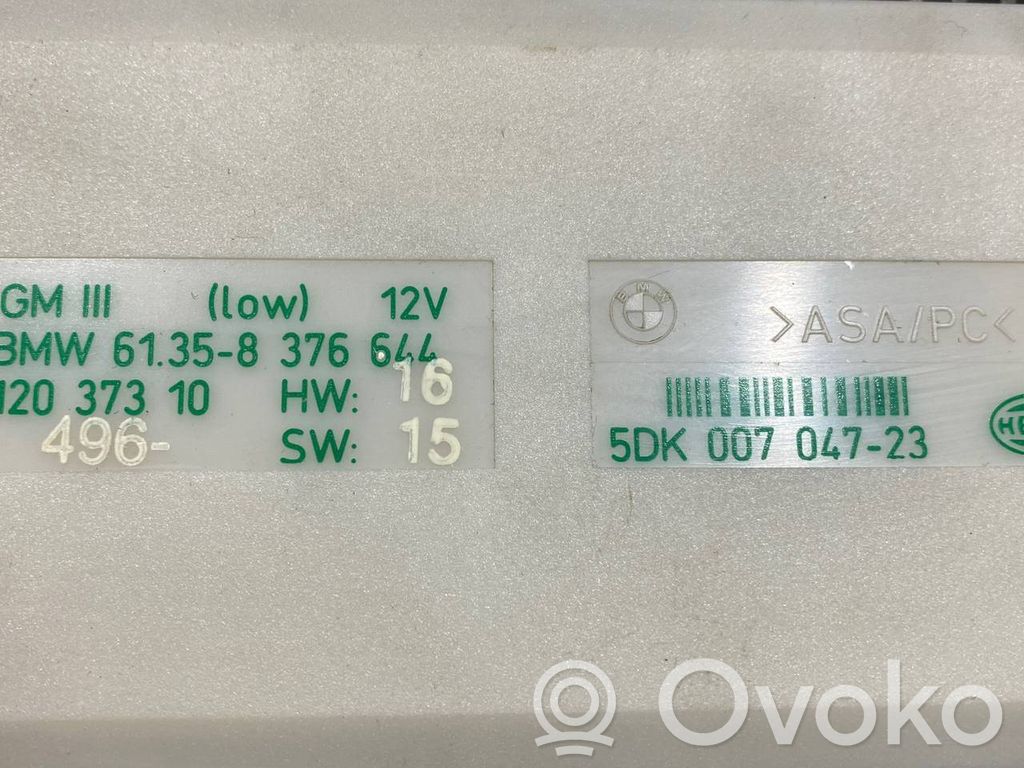 GM III (low) 12V
BMW 61.35-8 376 644
120 373 10 HW: 16
496- SW: 15
BMW
>ASA/PC<
5DK 007 047-23
Ovoko